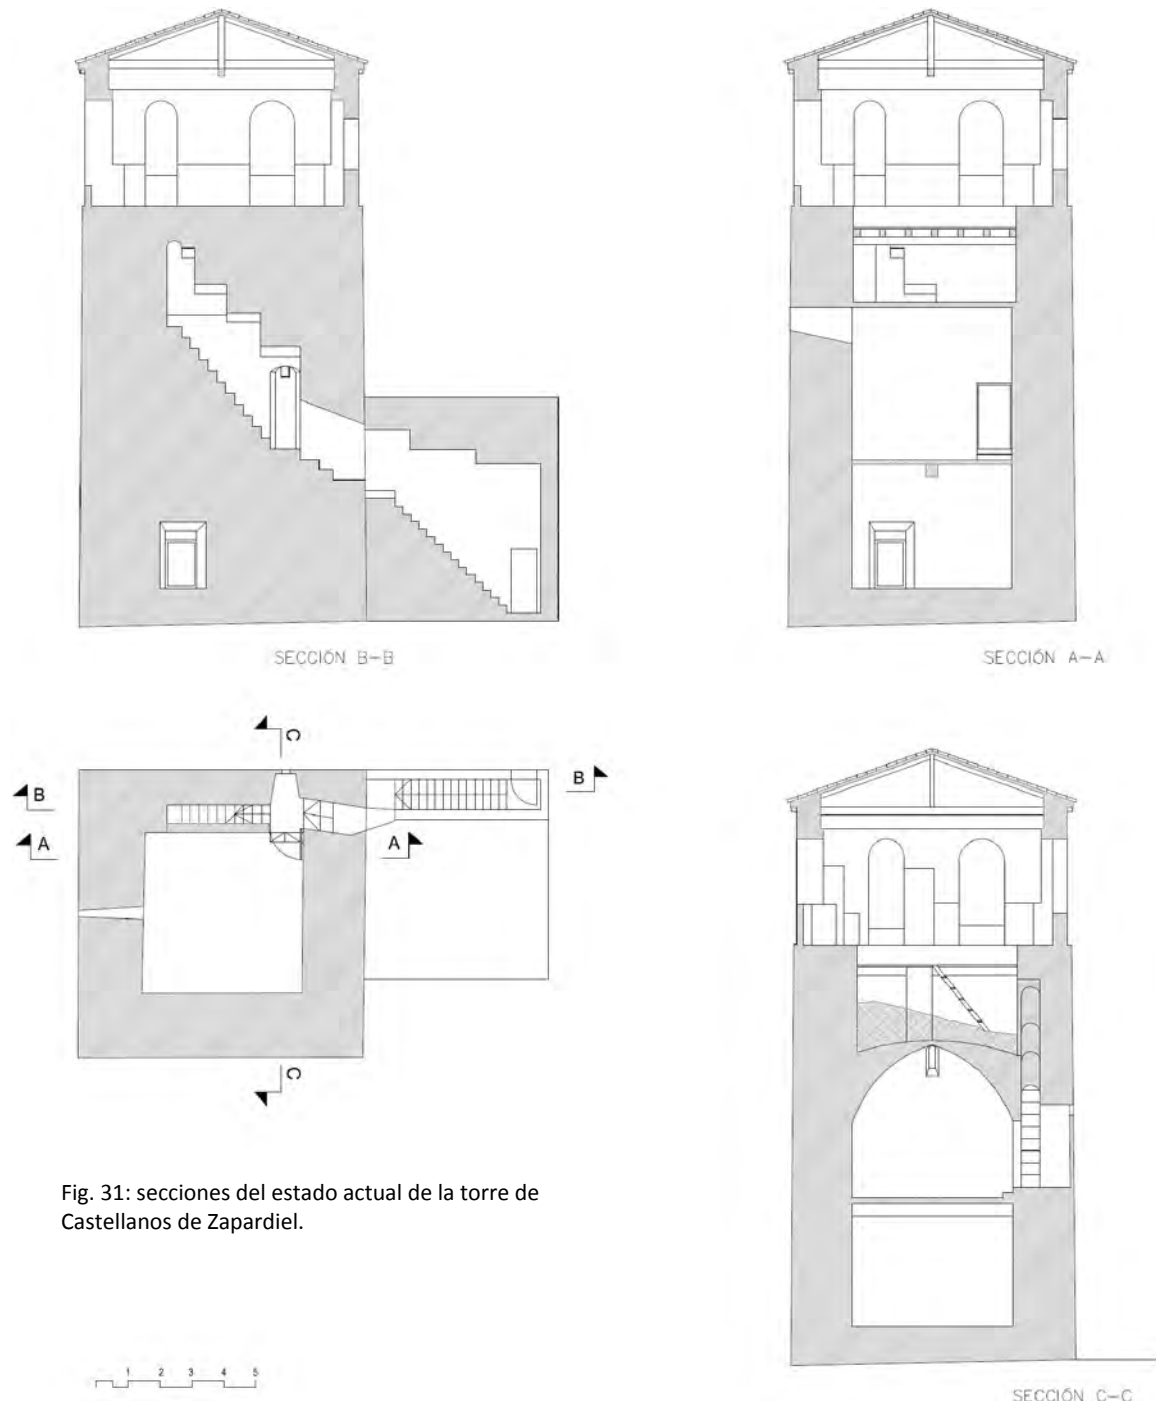 SECCIÓN B-B
SECCIÓN A-A
C
B
B
A
A
C
Fig. 31: secciones del estado actual de la torre de
Castellanos de Zapardiel.
1 2 3 4 5
SECCIÓN C-C